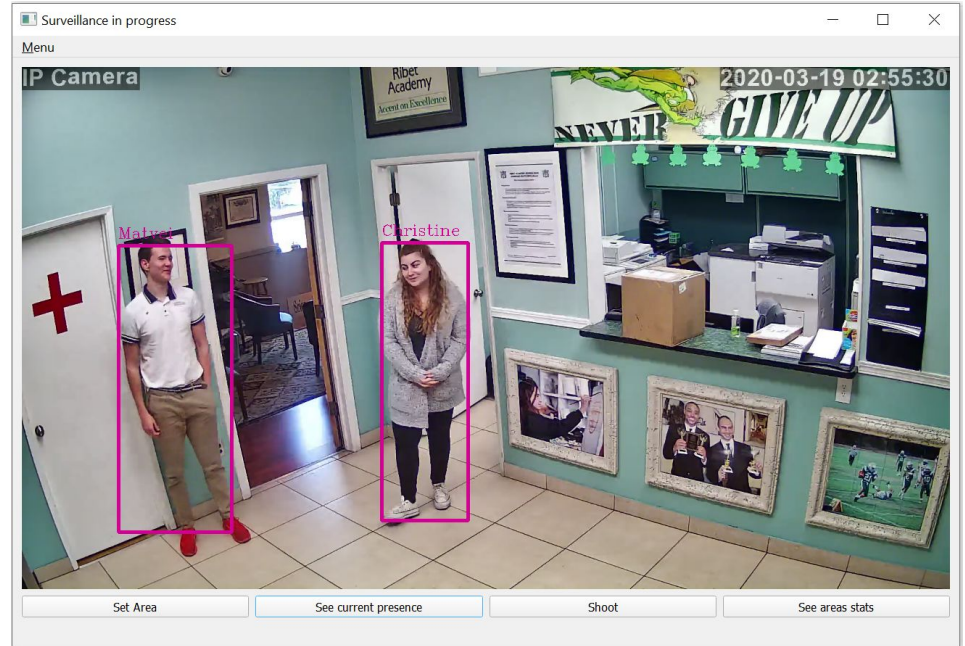 Surveillance in progress
Menu
IP Camera
2020-03-19 02:55:30
Ribet
Academy
Accent on Excellence
NEVER GIVE UP
Matvei
Christine
Set Area
See current presence
Shoot
See areas stats